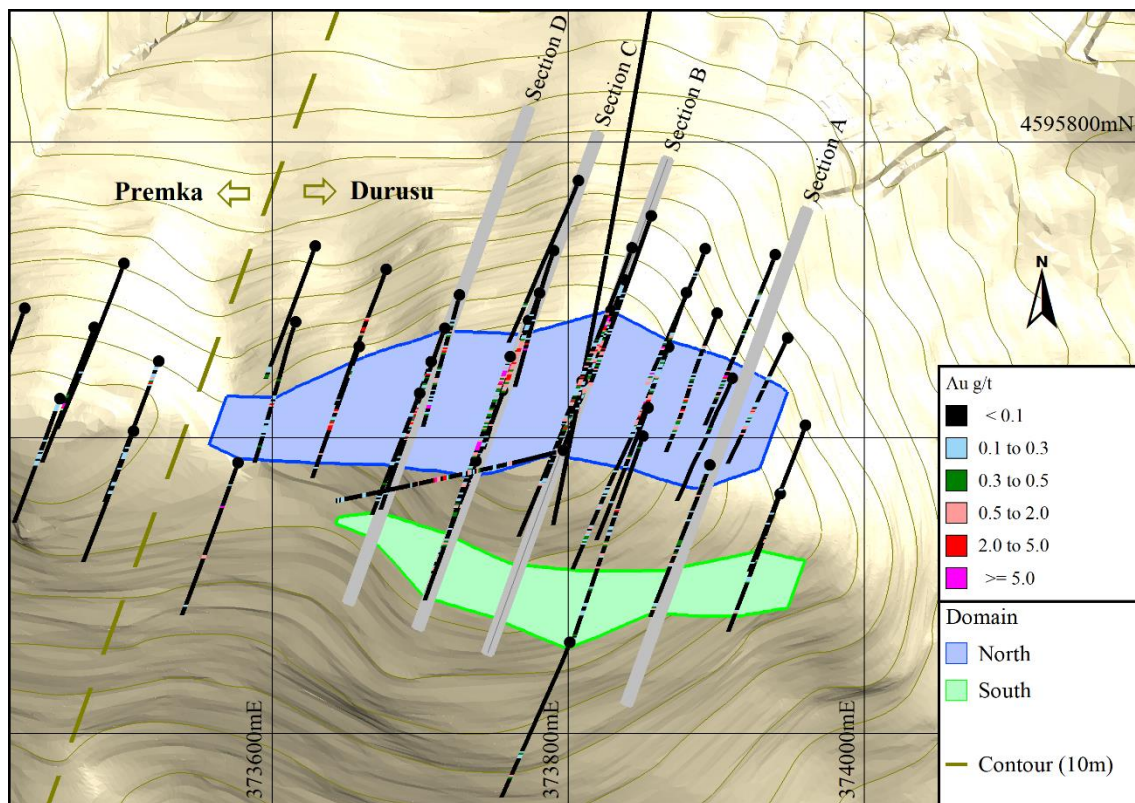 Section D
Section C
Section B
Section A
4595800mN
Premka
Durusu
N
Au g/t
< 0.1
0.1 to 0.3
0.3 to 0.5
0.5 to 2.0
2.0 to 5.0
>= 5.0
Domain
North
South
Contour (10m)
373600mE
373800mE
374000mE